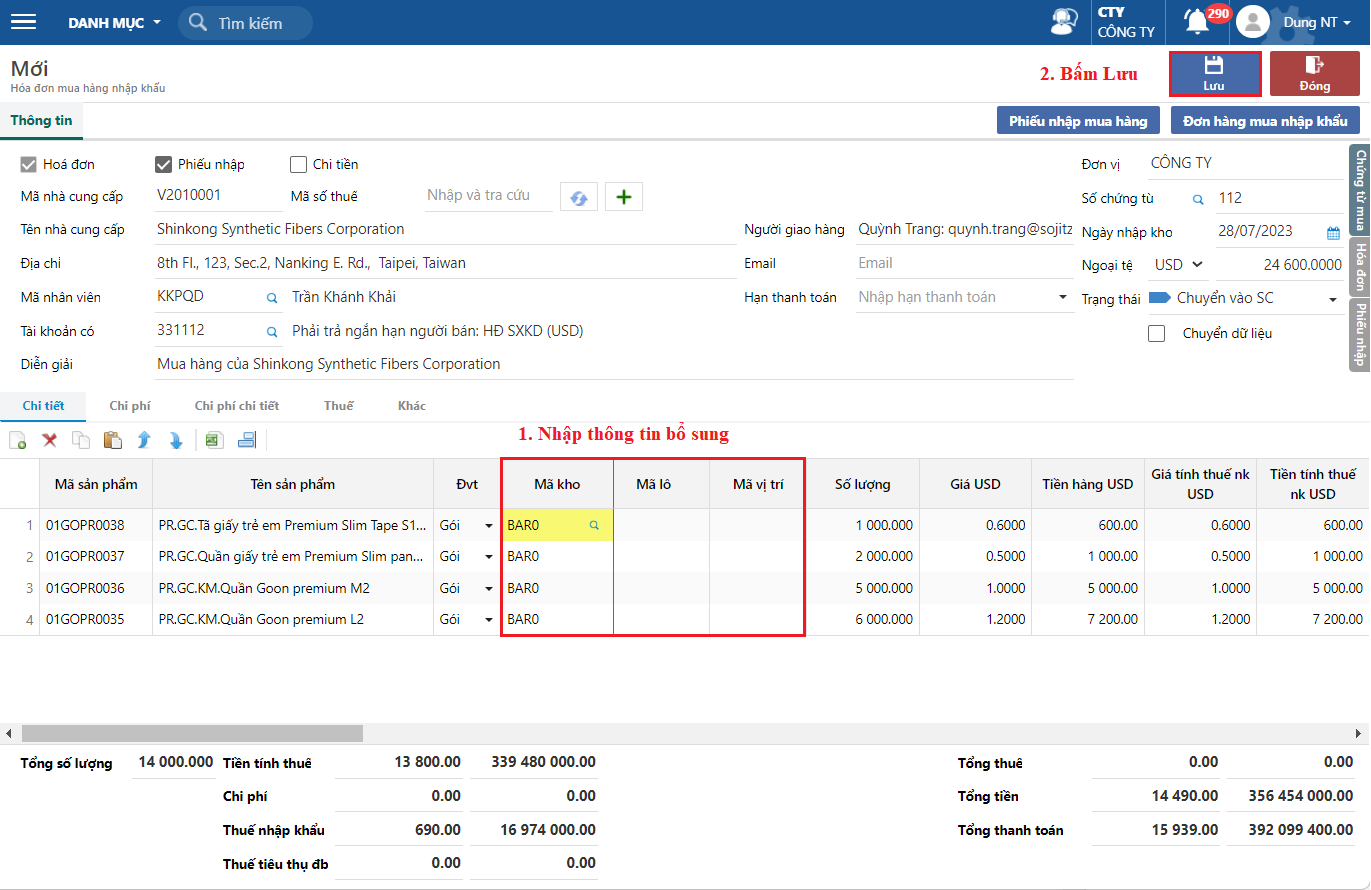 DANH MỤC
Tìm kiếm
CTY
CÔNG TY
290
Dung NT
Mới
Hóa đơn mua hàng nhập khẩu
2. Bấm Lưu
Lưu
Đóng
Thông tin
Phiếu nhập mua hàng
Đơn hàng mua nhập khẩu
Hoá đơn
Phiếu nhập
Chi tiền
Đơn vị
CÔNG TY
Mã nhà cung cấp
V2010001
Mã số thuế
Nhập và tra cứu
Số chứng từ
112
Tên nhà cung cấp
Shinkong Synthetic Fibers Corporation
Người giao hàng
Quỳnh Trang: quynh.trang@sojitz
Ngày nhập kho
28/07/2023
Địa chỉ
8th Fl., 123, Sec.2, Nanking E. Rd., Taipei, Taiwan
Email
Email
Ngoại tệ
USD
24 600.0000
Mã nhân viên
KKPQD
Trần Khánh Khải
Hạn thanh toán
Nhập hạn thanh toán
Trạng thái
Chuyển vào SC
Tài khoản có
331112
Phải trả ngắn hạn người bán: HĐ SXKD (USD)
Chuyển dữ liệu
Diễn giải
Mua hàng của Shinkong Synthetic Fibers Corporation
Chứng từ mua
Hóa đơn
Phiếu nhập
Chi tiết
Chi phí
Chi phí chi tiết
Thuế
Khác
1. Nhập thông tin bổ sung
Mã sản phẩm
Tên sản phẩm
Đvt
Mã kho
Mã lô
Mã vị trí
Số lượng
Giá USD
Tiền hàng USD
Giá tính thuế nk
USD
Tiền tính thuế
nk USD
1 01GOPR0038 PR.GC.Tã giấy trẻ em Premium Slim Tape S1... Gói BAR0 1 000.000 0.6000 600.00 0.6000 600.00
2 01GOPR0037 PR.GC.Quần giấy trẻ em Premium Slim pan... Gói BAR0 2 000.000 0.5000 1 000.00 0.5000 1 000.00
3 01GOPR0036 PR.GC.KM.Quần Goon premium M2 Gói BAR0 5 000.000 1.0000 5 000.00 1.0000 5 000.00
4 01GOPR0035 PR.GC.KM.Quần Goon premium L2 Gói BAR0 6 000.000 1.2000 7 200.00 1.2000 7 200.00
Tổng số lượng 14 000.000 Tiền tính thuế 13 800.00 339 480 000.00 Tổng thuế 0.00 0.00
Chi phí 0.00 0.00 Tổng tiền 14 490.00 356 454 000.00
Thuế nhập khẩu 690.00 16 974 000.00 Tổng thanh toán 15 939.00 392 099 400.00
Thuế tiêu thụ đb 0.00 0.00